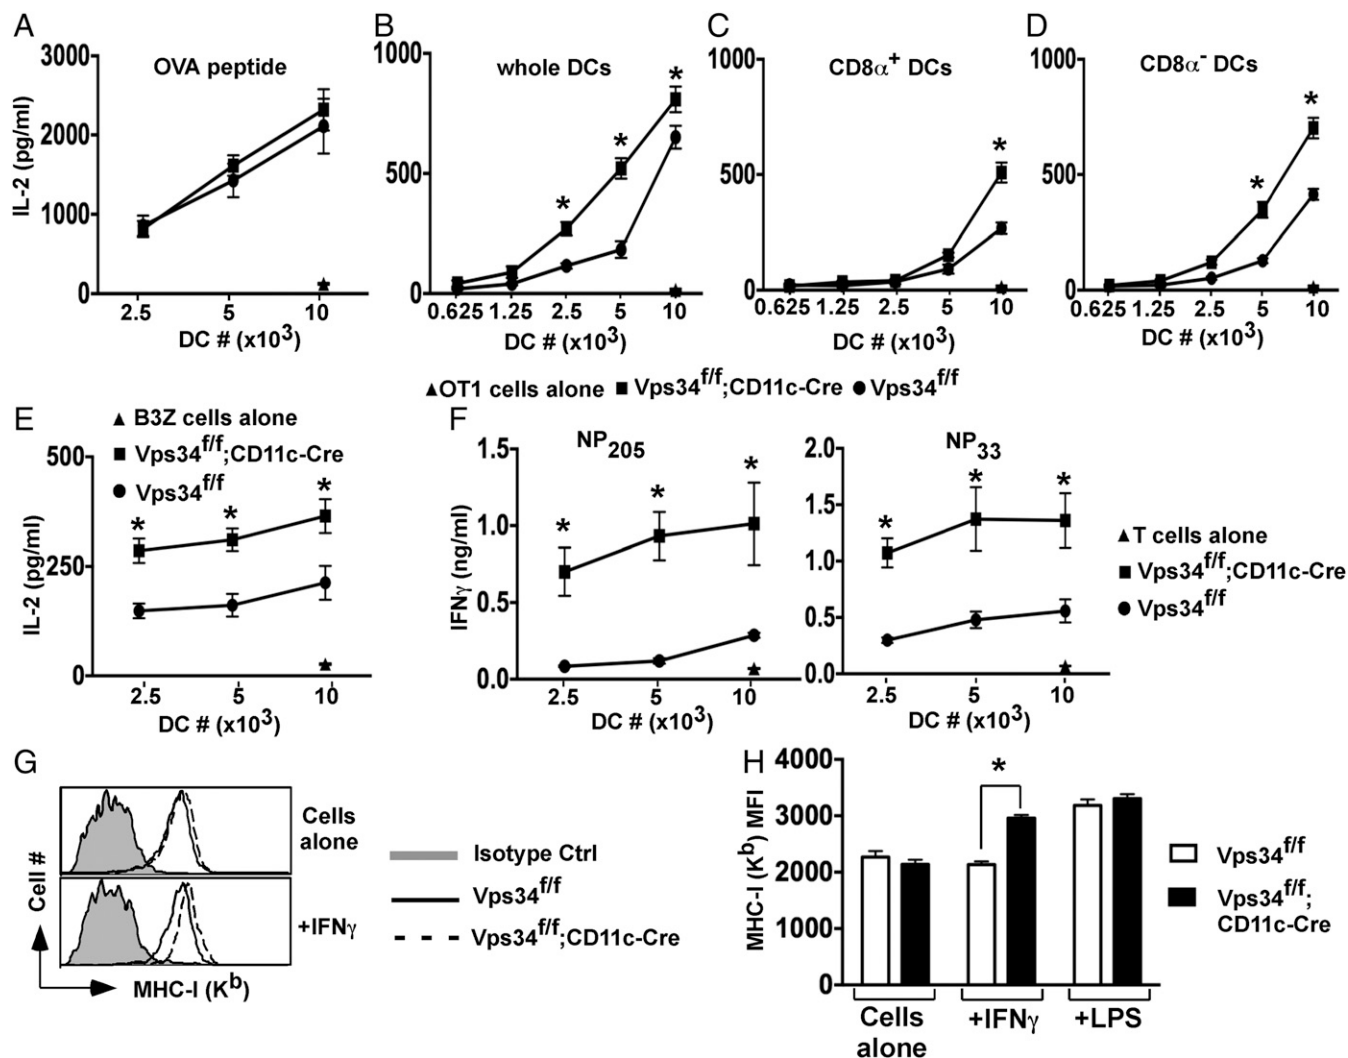 A
B
C
D
OVA peptide
whole DCs
CD8α+ DCs
CD8α- DCs
IL-2 (pg/ml)
3000
2000
1000
0
2.5 5 10
DC # (x10³)
1000
500
0
* * *
0.625 1.25 2.5 5 10
DC # (x10³)
1000
500
0
*
0.625 1.25 2.5 5 10
DC # (x10³)
1000
500
0
* *
0.625 1.25 2.5 5 10
DC # (x10³)
▲OT1 cells alone ■ Vps34f/f;CD11c-Cre ● Vps34f/f
E
▲ B3Z cells alone
■ Vps34f/f;CD11c-Cre
● Vps34f/f
IL-2 (pg/ml)
500
250
0
* * *
2.5 5 10
DC # (x10³)
F
NP205
IFNγ (ng/ml)
1.5
1.0
0.5
0.0
* * *
2.5 5 10
DC # (x10³)
NP33
2.0
1.5
1.0
0.5
0.0
* * *
2.5 5 10
DC # (x10³)
▲T cells alone
■ Vps34f/f;CD11c-Cre
● Vps34f/f
G
Cell #
Cells
alone
+IFNγ
MHC-I (Kb)
Isotype Ctrl
Vps34f/f
Vps34f/f;CD11c-Cre
H
MHC-I (Kb) MFI
4000
3000
2000
1000
0
*
Cells
alone
+IFNγ
+LPS
Vps34f/f
Vps34f/f;
CD11c-Cre